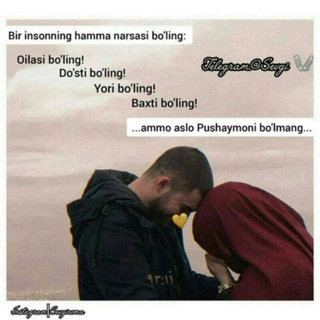 Bir insonning hamma narsasi bo'ling:
Oilasi bo'ling!
Telegram@Sevgi
Do'sti bo'ling!
Yori bo'ling!
Baxti bo'ling!
...ammo aslo Pushaymoni bo'lmang...